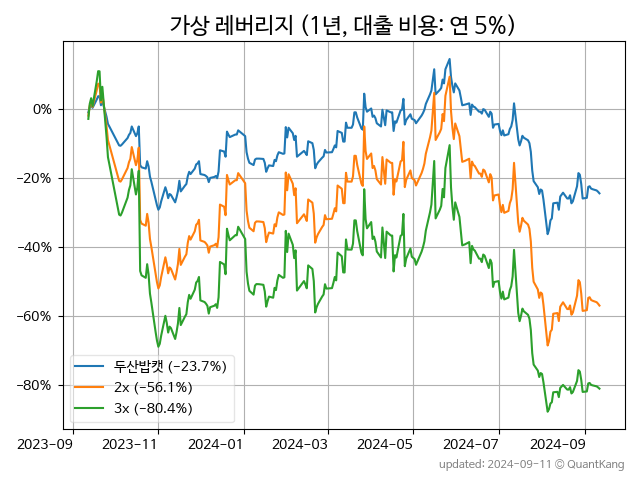 가상 레버리지 (1년, 대출 비용: 연 5%)
0%
−20%
−40%
−60%
−80%
두산밥캣 (−23.7%)
2x (−56.1%)
3x (−80.4%)
2023-09 2023-11 2024-01 2024-03 2024-05 2024-07 2024-09
updated: 2024-09-11 © QuantKang